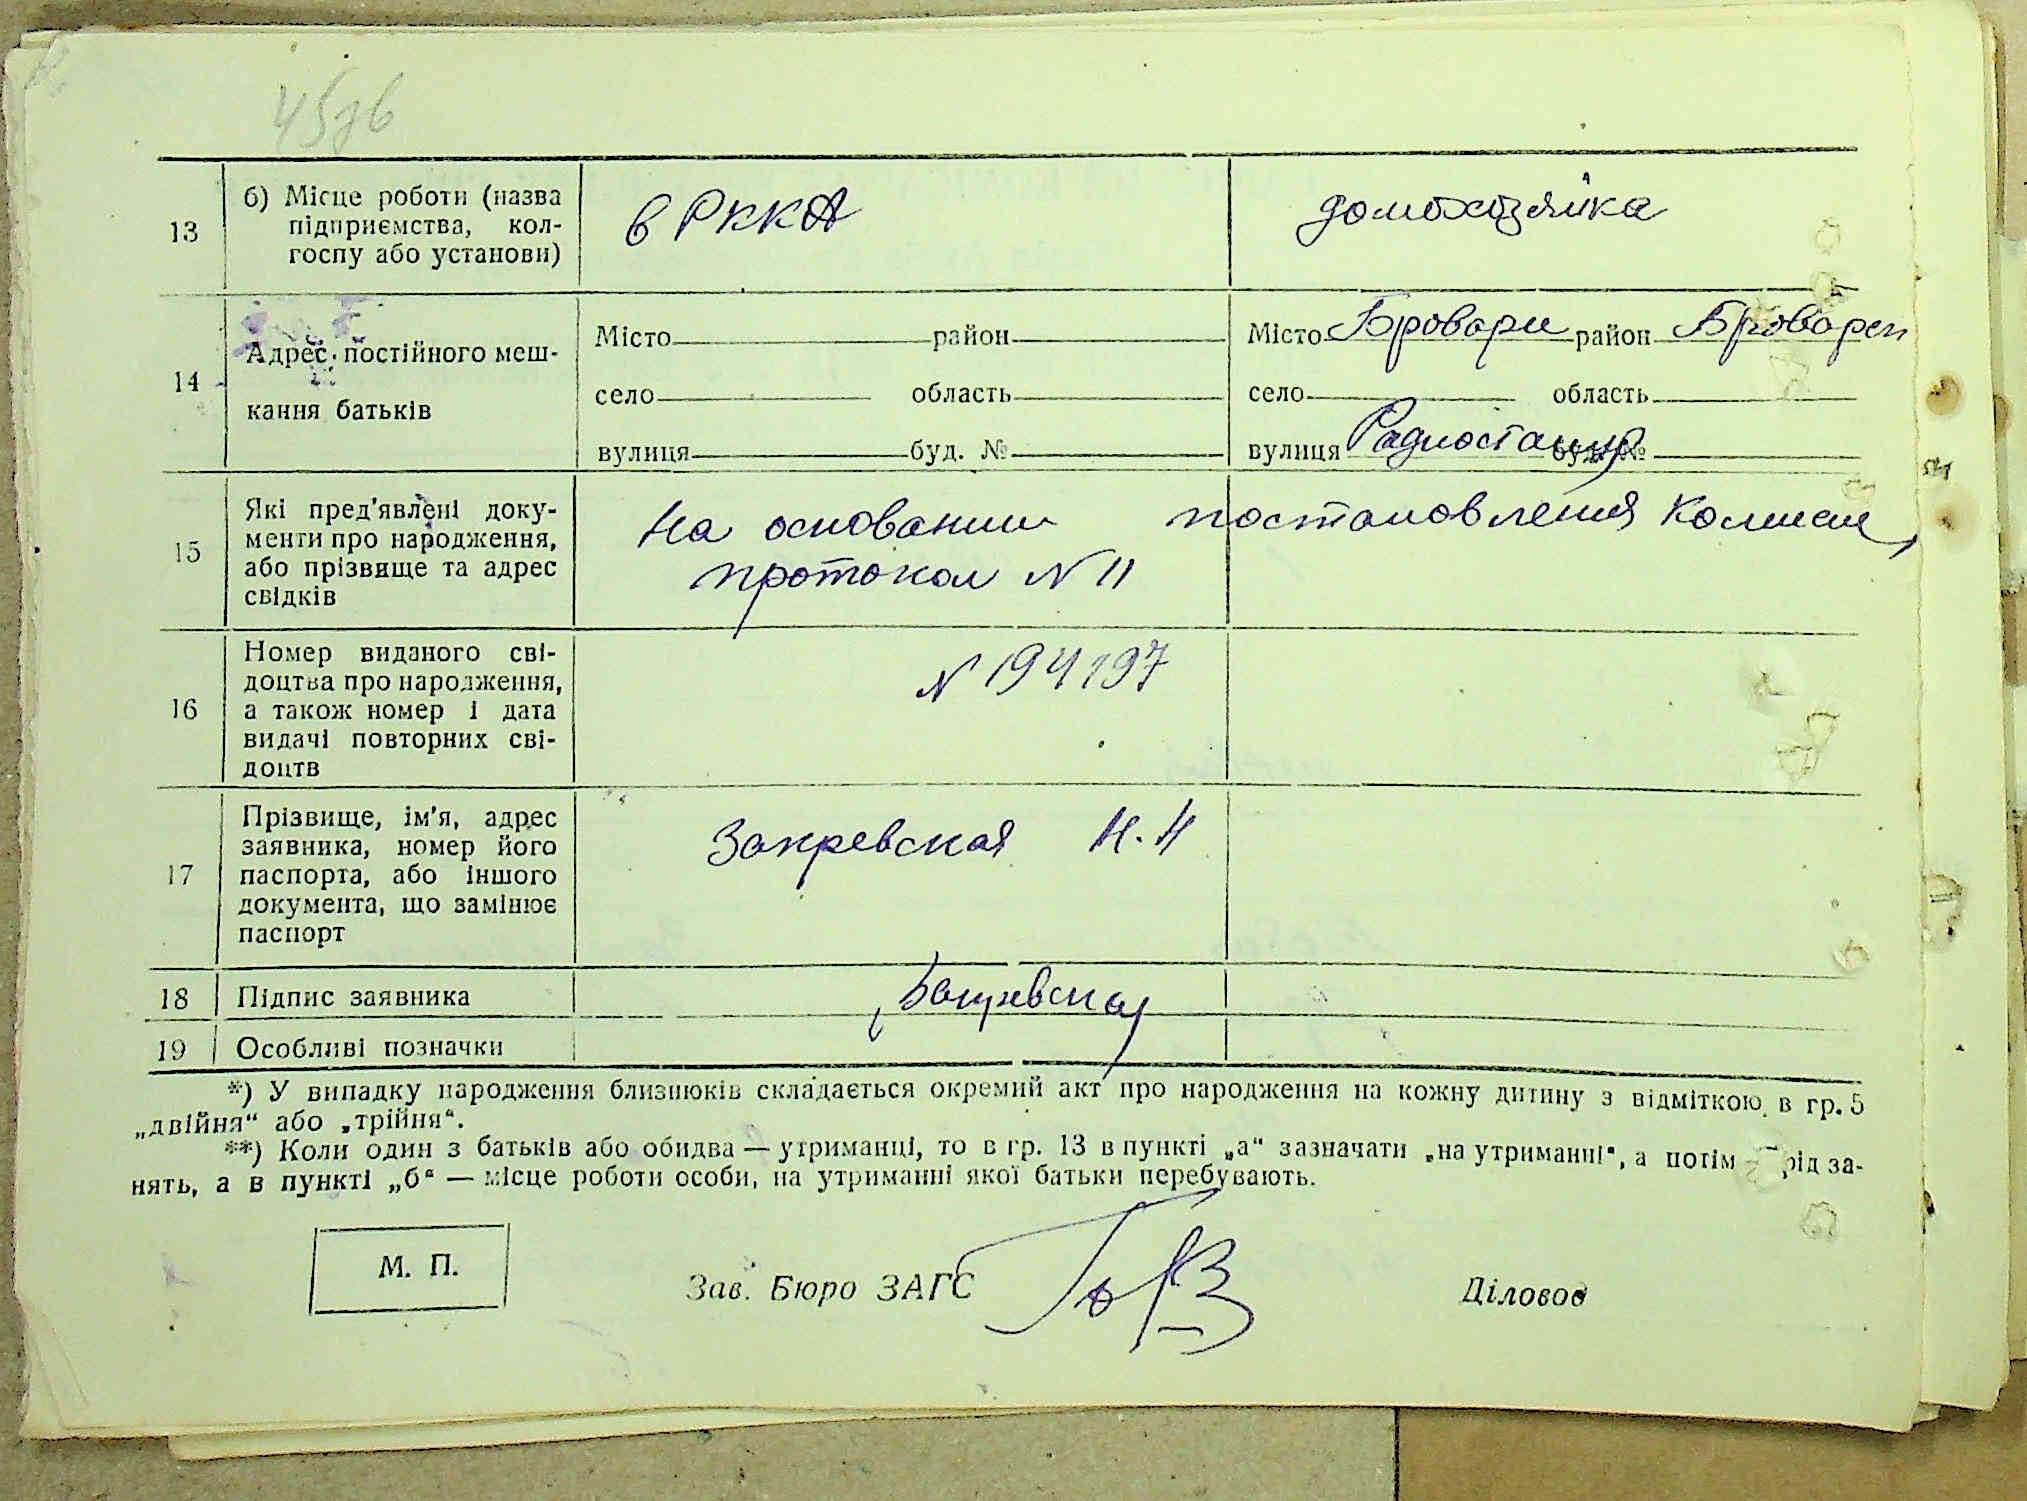 45зв
13
б) Місце роботи (назва
підприємства, кол-
госпу або установи)
в РККА
домохозяйка
14
Адрес постійного меш-
кання батьків
Місто район
село область
вулиця буд. №
Місто Бровари район Броварск
село область
вулиця Радиостанц буд. №
15
Які пред'явлені доку-
менти про народження,
або прізвище та адрес
свідків
На основании постановления Комисии
протокол N 11
16
Номер виданого сві-
доцтва про народження,
а також номер і дата
видачі повторних сві-
доцтв
N 194197
17
Прізвище, ім'я, адрес
заявника, номер його
паспорта, або іншого
документа, що замінює
паспорт
Закревская Н. Н
18
Підпис заявника
Закревская
19
Особливі позначки
*) У випадку народження близнюків складається окремий акт про народження на кожну дитину з відміткою в гр. 5
„двійня“ або „трійня“.
**) Коли один з батьків або обидва — утриманці, то в гр. 13 в пункті „а“ зазначати „на утриманні“, а потім рід за-
нять, а в пункті „б“ — місце роботи особи, на утриманні якої батьки перебувають.
М. П.
Зав. Бюро ЗАГС
Діловод